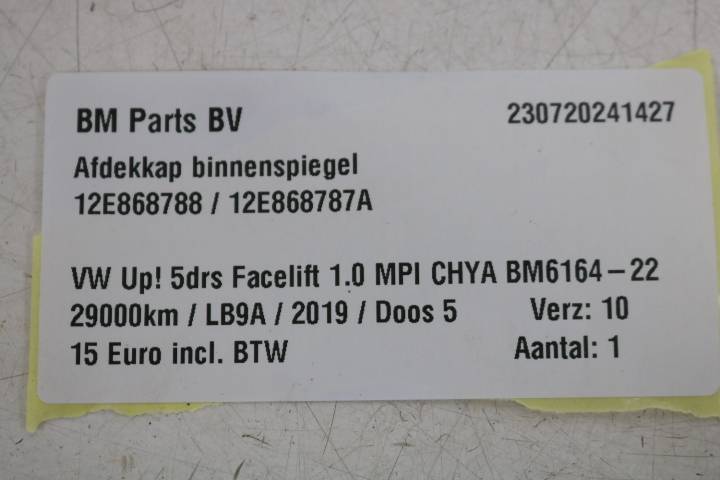 BM Parts BV 230720241427
Afdekkap binnenspiegel
12E868788 / 12E868787A
VW Up! 5drs Facelift 1.0 MPI CHYA BM6164-22
29000km / LB9A / 2019 / Doos 5 Verz: 10
15 Euro incl. BTW Aantal: 1